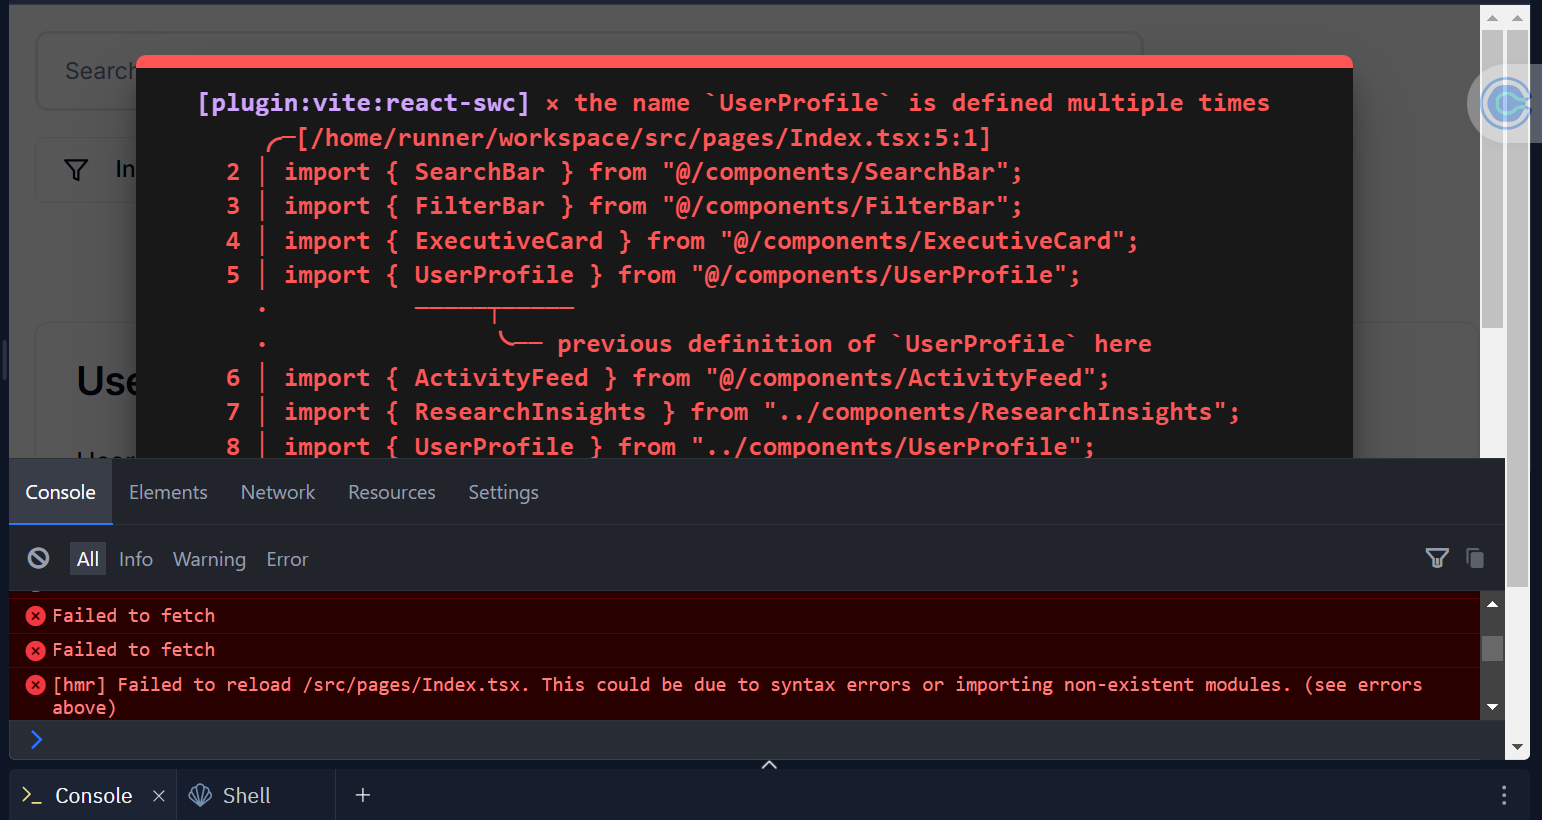 Search
[plugin:vite:react-swc] × the name `UserProfile` is defined multiple times
╭─[/home/runner/workspace/src/pages/Index.tsx:5:1]
In
2 │ import { SearchBar } from "@/components/SearchBar";
3 │ import { FilterBar } from "@/components/FilterBar";
4 │ import { ExecutiveCard } from "@/components/ExecutiveCard";
5 │ import { UserProfile } from "@/components/UserProfile";
· ─────┬─────
· ╰── previous definition of `UserProfile` here
Use
6 │ import { ActivityFeed } from "@/components/ActivityFeed";
7 │ import { ResearchInsights } from "../components/ResearchInsights";
8 │ import { UserProfile } from "../components/UserProfile";
Console Elements Network Resources Settings
All Info Warning Error
Failed to fetch
Failed to fetch
[hmr] Failed to reload /src/pages/Index.tsx. This could be due to syntax errors or importing non-existent modules. (see errors
above)
Console Shell